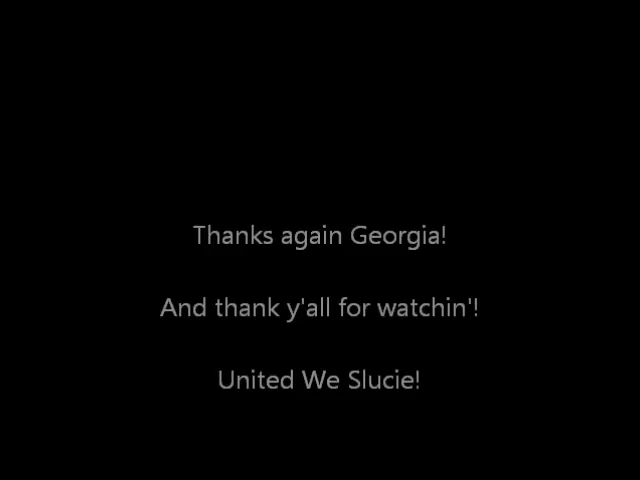 Thanks again Georgia!
And thank y'all for watchin'!
United We Slucie!